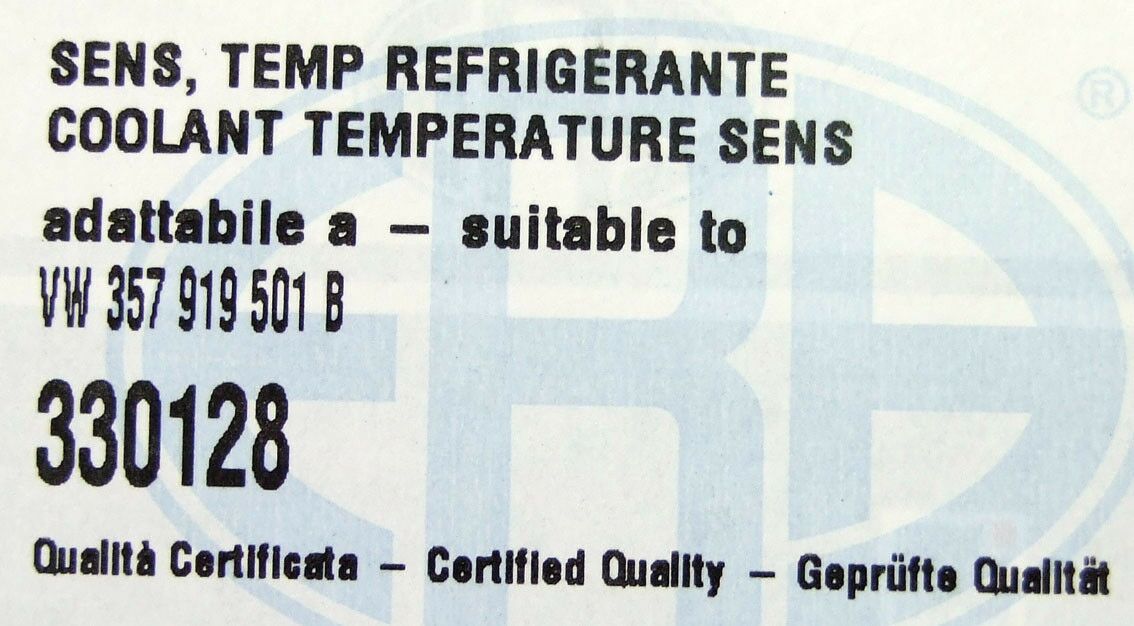 SENS, TEMP REFRIGERANTE
COOLANT TEMPERATURE SENS
adattabile a – suitable to
VW 357 919 501 B
330128
Qualità Certificata – Certified Quality – Geprüfte Qualität
ERA
®